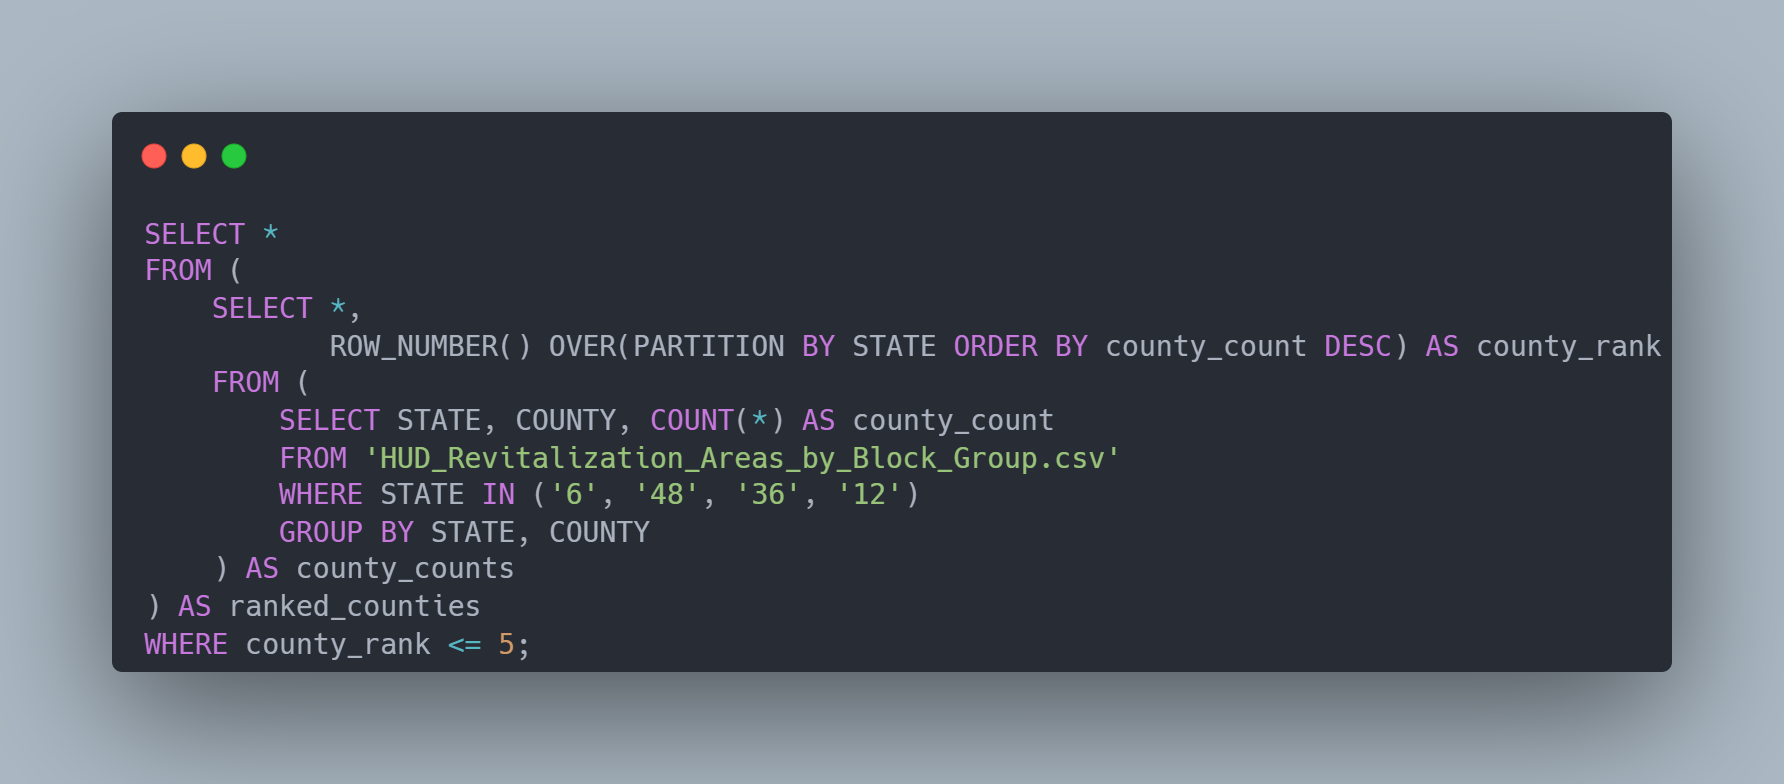 SELECT *
FROM (
    SELECT *,
           ROW_NUMBER() OVER(PARTITION BY STATE ORDER BY county_count DESC) AS county_rank
    FROM (
        SELECT STATE, COUNTY, COUNT(*) AS county_count
        FROM 'HUD_Revitalization_Areas_by_Block_Group.csv'
        WHERE STATE IN ('6', '48', '36', '12')
        GROUP BY STATE, COUNTY
    ) AS county_counts
) AS ranked_counties
WHERE county_rank <= 5;